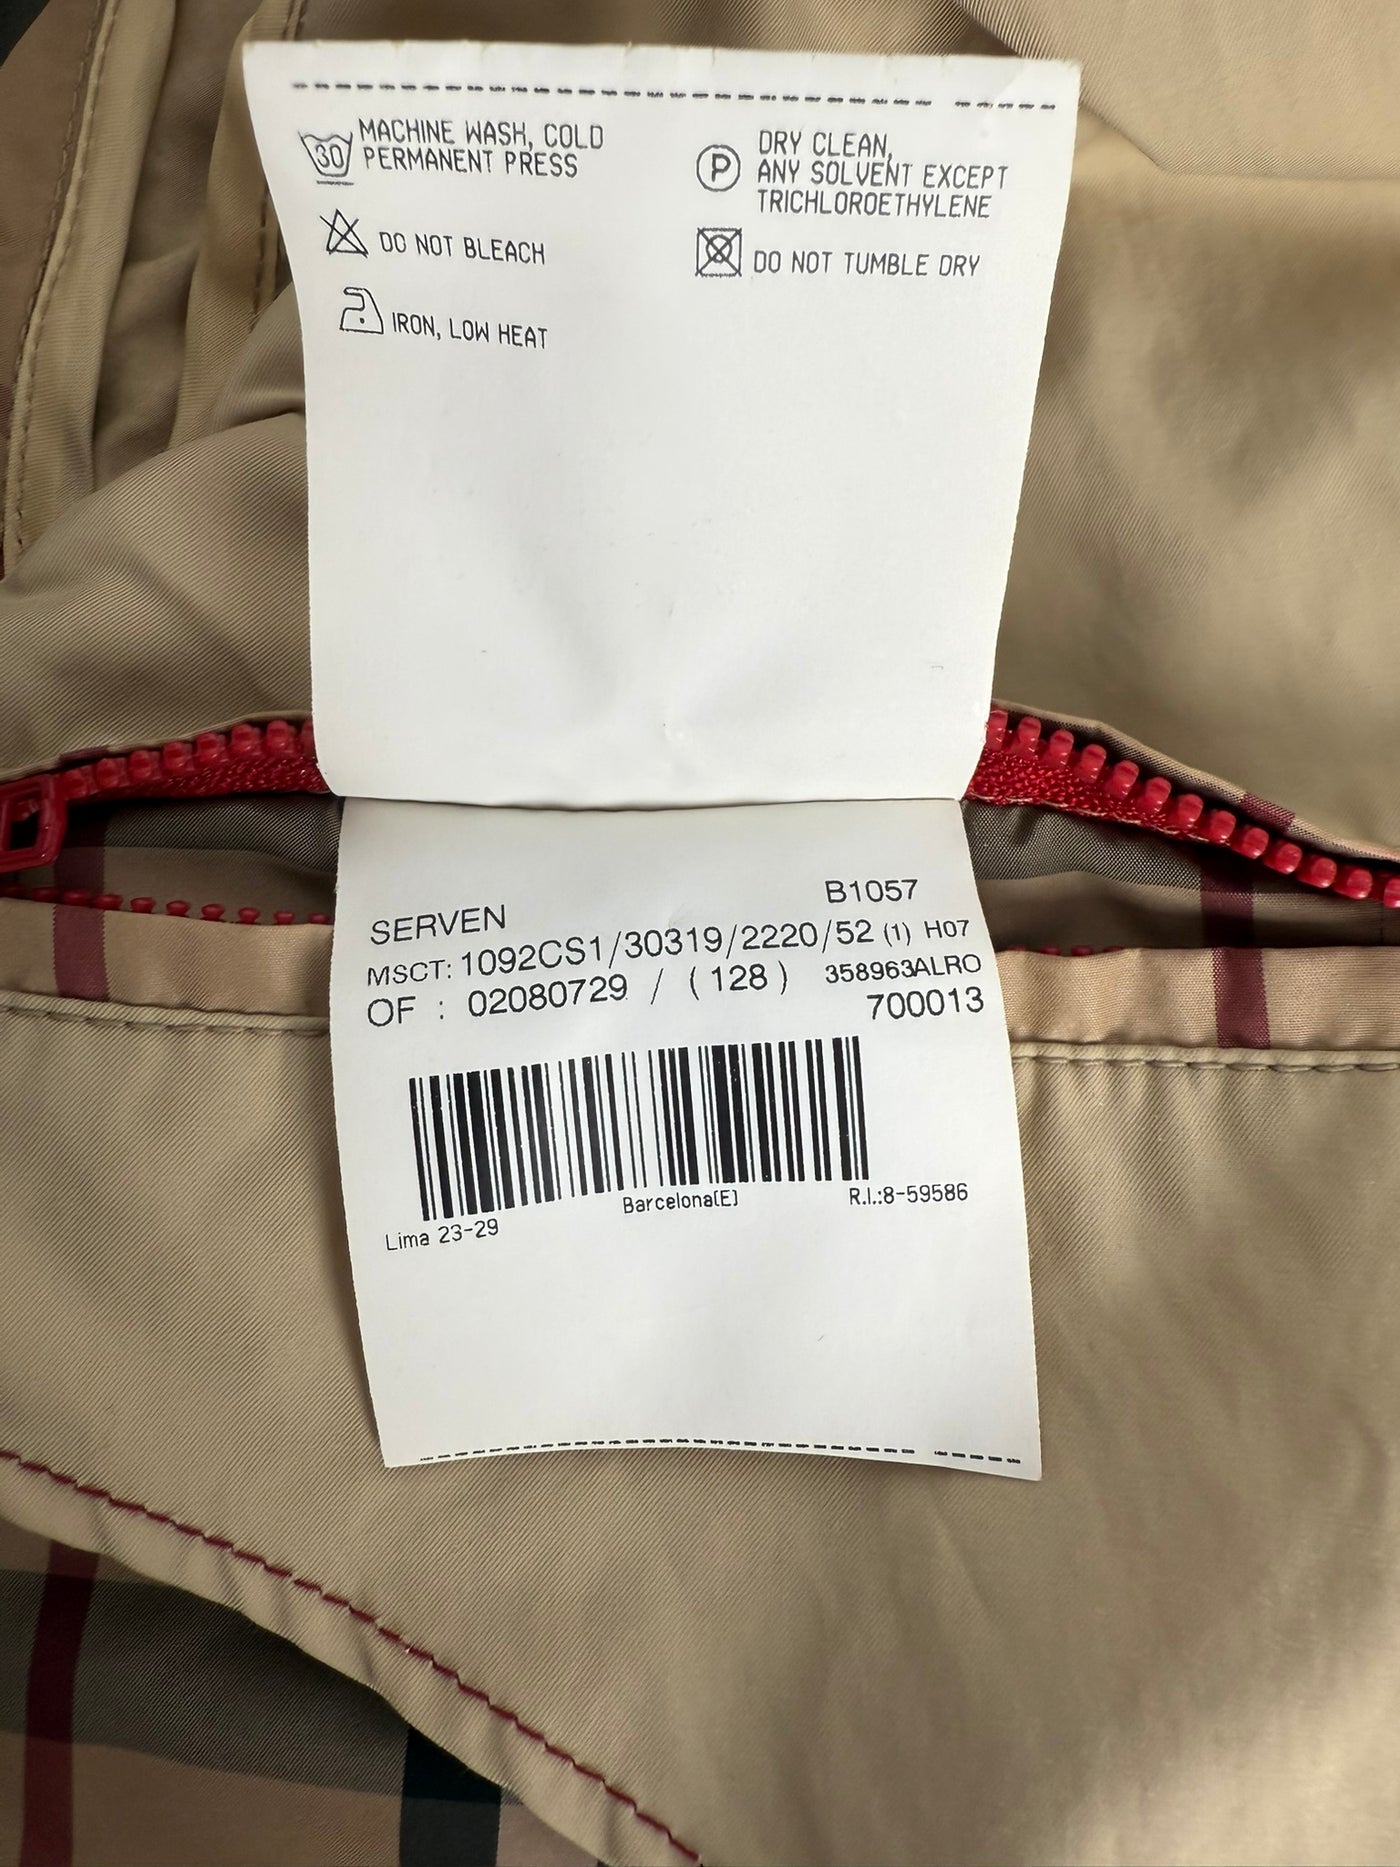 30 MACHINE WASH, COLD
PERMANENT PRESS
DO NOT BLEACH
IRON, LOW HEAT
P DRY CLEAN,
ANY SOLVENT EXCEPT
TRICHLOROETHYLENE
DO NOT TUMBLE DRY
SERVEN B1057
MSCT: 1092CS1/30319/2220/52 (1) H07
OF : 02080729 / (128) 358963ALRO
700013
Lima 23-29 Barcelona(E) R.I.:8-59586